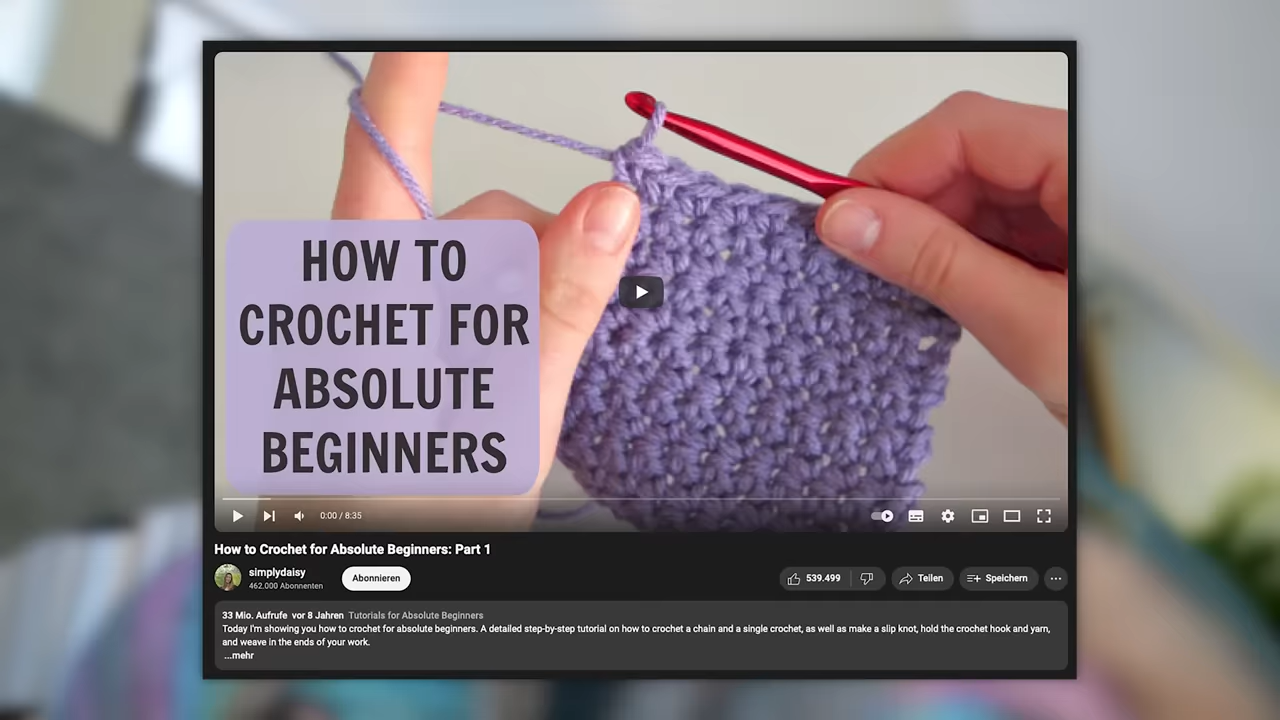 HOW TO
CROCHET FOR
ABSOLUTE
BEGINNERS
0:00 / 8:35
How to Crochet for Absolute Beginners: Part 1
simplydaisy
462.000 Abonnenten
Abonnieren
539.499
Teilen
Speichern
33 Mio. Aufrufe vor 8 Jahren Tutorials for Absolute Beginners
Today I'm showing you how to crochet for absolute beginners. A detailed step-by-step tutorial on how to crochet a chain and a single crochet, as well as make a slip knot, hold the crochet hook and yarn,
and weave in the ends of your work.
...mehr